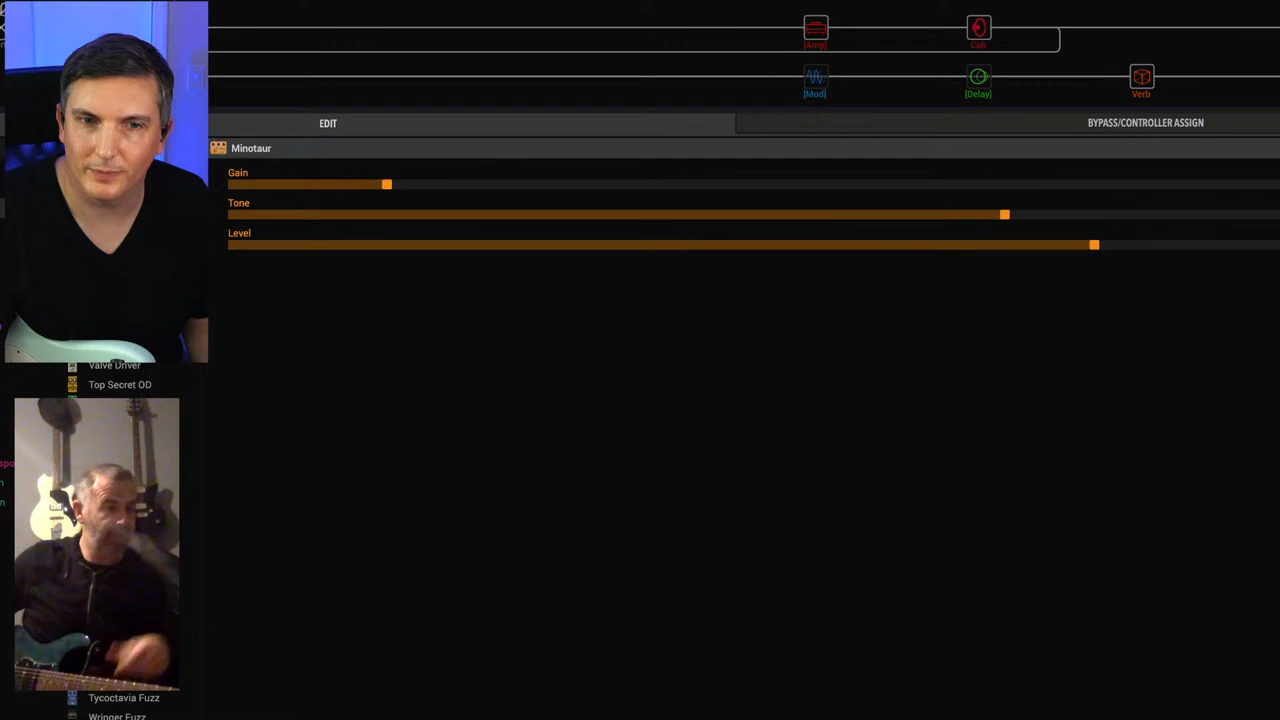 [Amp]
Cab
[Mod]
[Delay]
Verb
EDIT
BYPASS/CONTROLLER ASSIGN
Minotaur
Gain
Tone
Level
Valve Driver
Top Secret OD
spo
n
n
Tycoctavia Fuzz
Wringer Fuzz